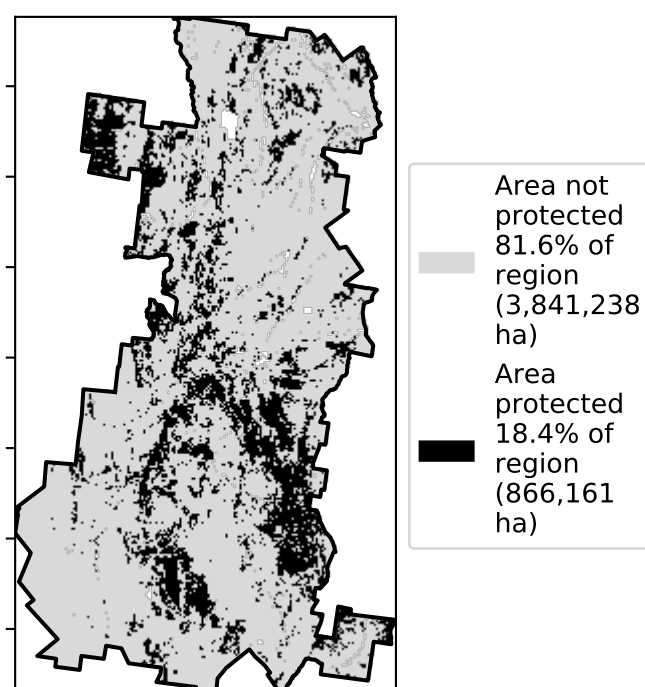 Area not
protected
81.6% of
region
(3,841,238
ha)
Area
protected
18.4% of
region
(866,161
ha)